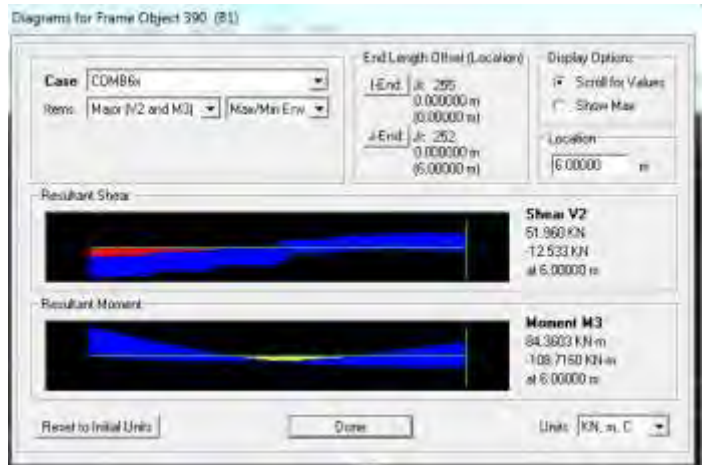 Diagrams for Frame Object 390 (B1)
Case COMB6x
Items Major (V2 and M3) Max/Min Env
End Length Offset (Location)
I-End: Jt: 255
0.000000 m
(0.00000 m)
J-End: Jt: 252
0.000000 m
(6.00000 m)
Display Options
Scroll for Values
Show Max
Location
6.00000 m
Resultant Shear
Shear V2
51.960 KN
-12.533 KN
at 6.00000 m
Resultant Moment
Moment M3
84.3603 KN-m
-108.7150 KN-m
at 6.00000 m
Reset to Initial Units
Done
Units KN, m, C